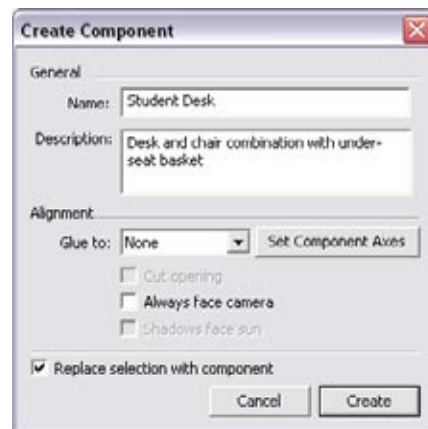 Create Component
General
Name: Student Desk
Description: Desk and chair combination with under-
seat basket
Alignment
Glue to: None Set Component Axes
Cut opening
Always face camera
Shadows face sun
Replace selection with component
Cancel Create